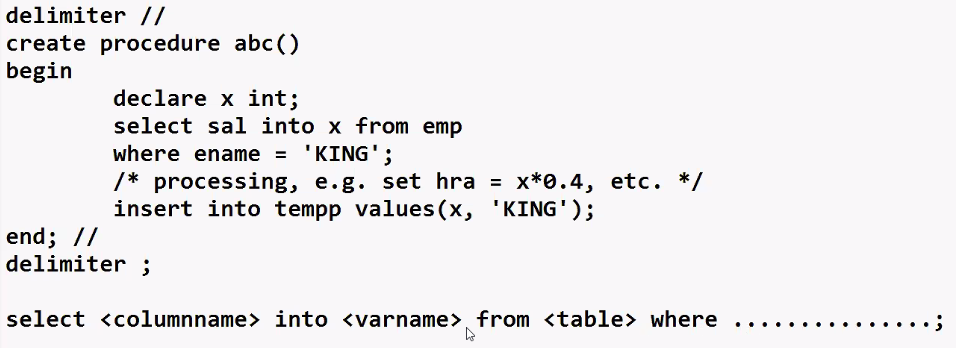 delimiter //
create procedure abc()
begin
declare x int;
select sal into x from emp
where ename = 'KING';
/* processing, e.g. set hra = x*0.4, etc. */
insert into tempp values(x, 'KING');
end; //
delimiter ;
select <columnname> into <varname> from <table> where ...............;